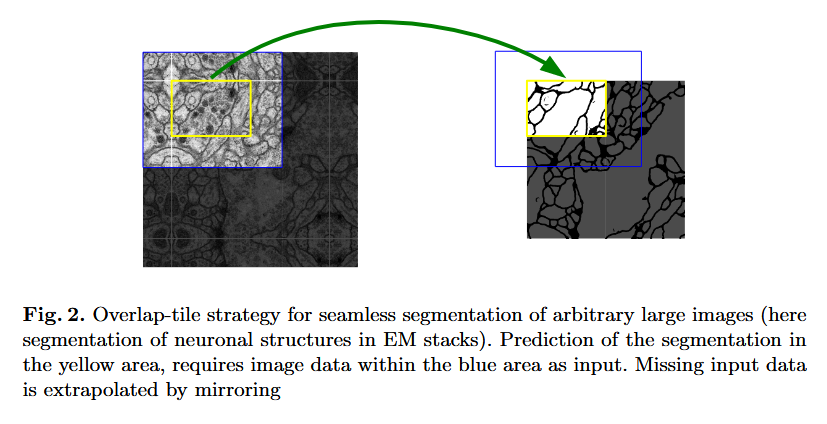 Fig. 2. Overlap-tile strategy for seamless segmentation of arbitrary large images (here
segmentation of neuronal structures in EM stacks). Prediction of the segmentation in
the yellow area, requires image data within the blue area as input. Missing input data
is extrapolated by mirroring